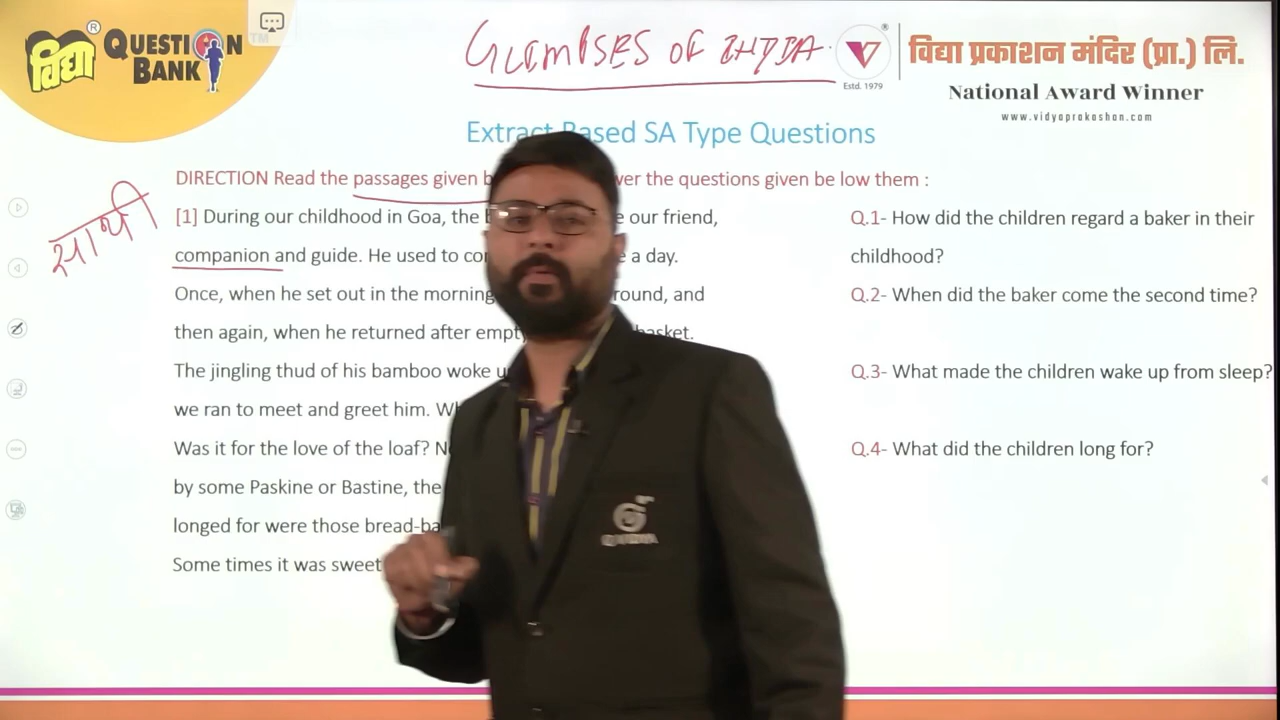 विद्या® QUESTION BANK TM
GLEMPSES OF INDIA.
® Estd. 1979
विद्या प्रकाशन मंदिर (प्रा.) लि.
National Award Winner
www.vidyaprakashan.com
Extract Based SA Type Questions
DIRECTION Read the passages given ver the questions given be low them :
साथी
[1] During our childhood in Goa, the our friend,
companion and guide. He used to a day.
Once, when he set out in the morning round, and
then again, when he returned after basket.
The jingling thud of his bamboo woke
we ran to meet and greet him.
Was it for the love of the loaf?
by some Paskine or Bastine, the
longed for were those
Some times it was sweet
Q.1- How did the children regard a baker in their
childhood?
Q.2- When did the baker come the second time?
Q.3- What made the children wake up from sleep?
Q.4- What did the children long for?